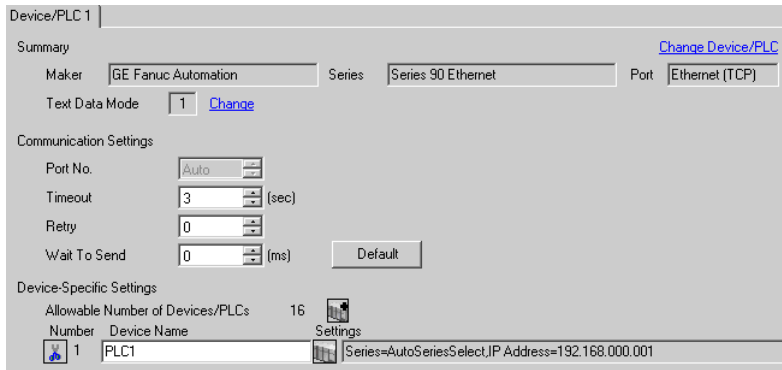 Device/PLC 1
Summary Change Device/PLC
Maker GE Fanuc Automation Series Series 90 Ethernet Port Ethernet (TCP)
Text Data Mode 1 Change
Communication Settings
Port No. Auto
Timeout 3 (sec)
Retry 0
Wait To Send 0 (ms) Default
Device-Specific Settings
Allowable Number of Devices/PLCs 16
Number Device Name Settings
1 PLC1 Series=AutoSeriesSelect,IP Address=192.168.000.001